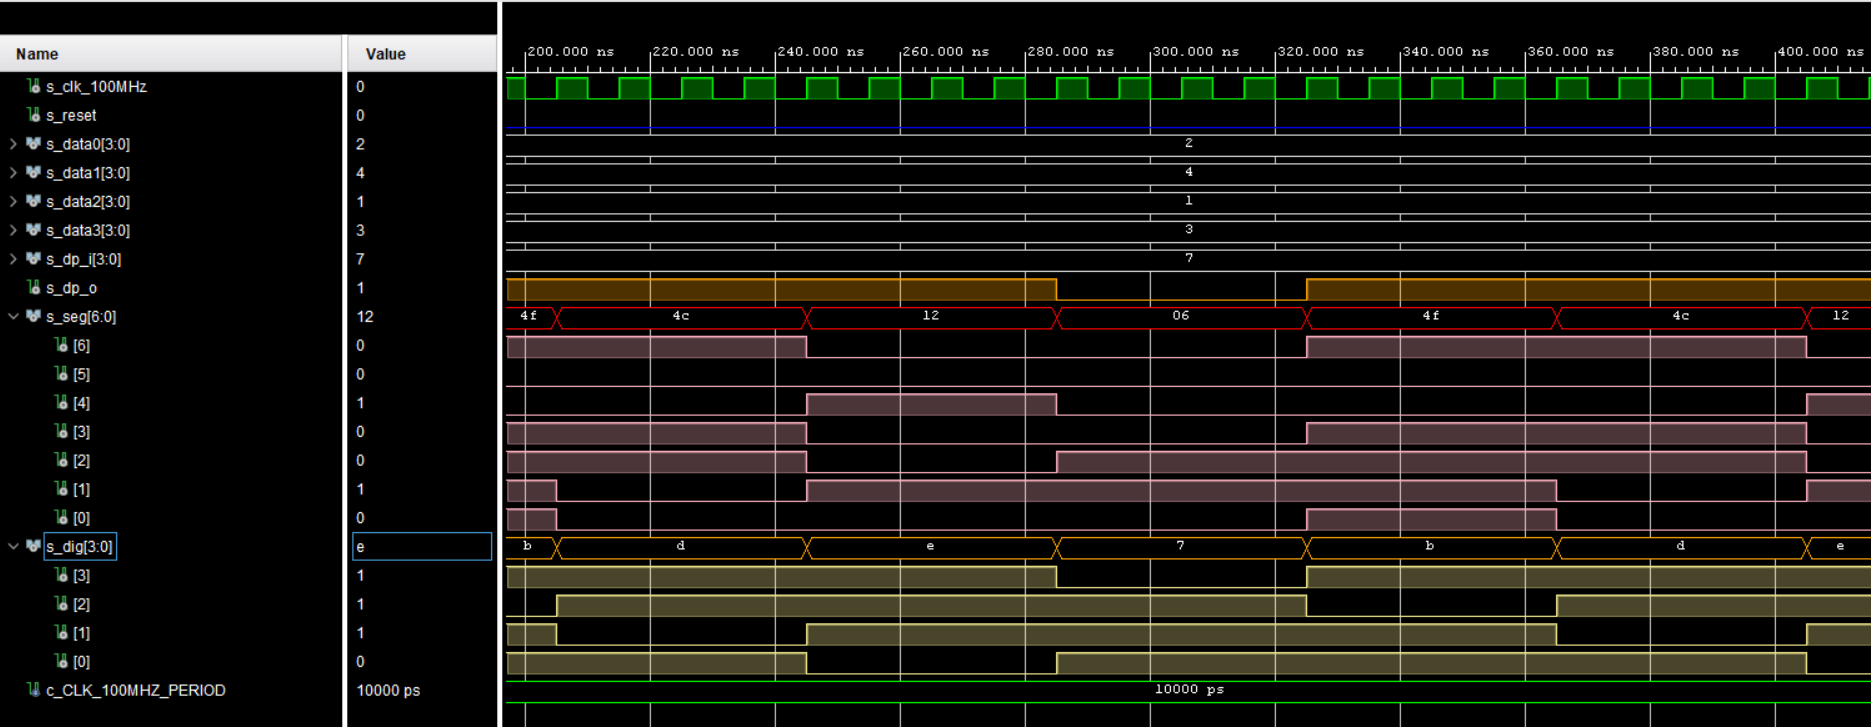 Name Value
200.000 ns 220.000 ns 240.000 ns 260.000 ns 280.000 ns 300.000 ns 320.000 ns 340.000 ns 360.000 ns 380.000 ns 400.000 ns
s_clk_100MHz 0
s_reset 0
s_data0[3:0] 2 2
s_data1[3:0] 4 4
s_data2[3:0] 1 1
s_data3[3:0] 3 3
s_dp_i[3:0] 7 7
s_dp_o 1
s_seg[6:0] 12 4f 4c 12 06 4f 4c 12
[6] 0
[5] 0
[4] 1
[3] 0
[2] 0
[1] 1
[0] 0
s_dig[3:0] e b d e 7 b d e
[3] 1
[2] 1
[1] 1
[0] 0
c_CLK_100MHZ_PERIOD 10000 ps 10000 ps